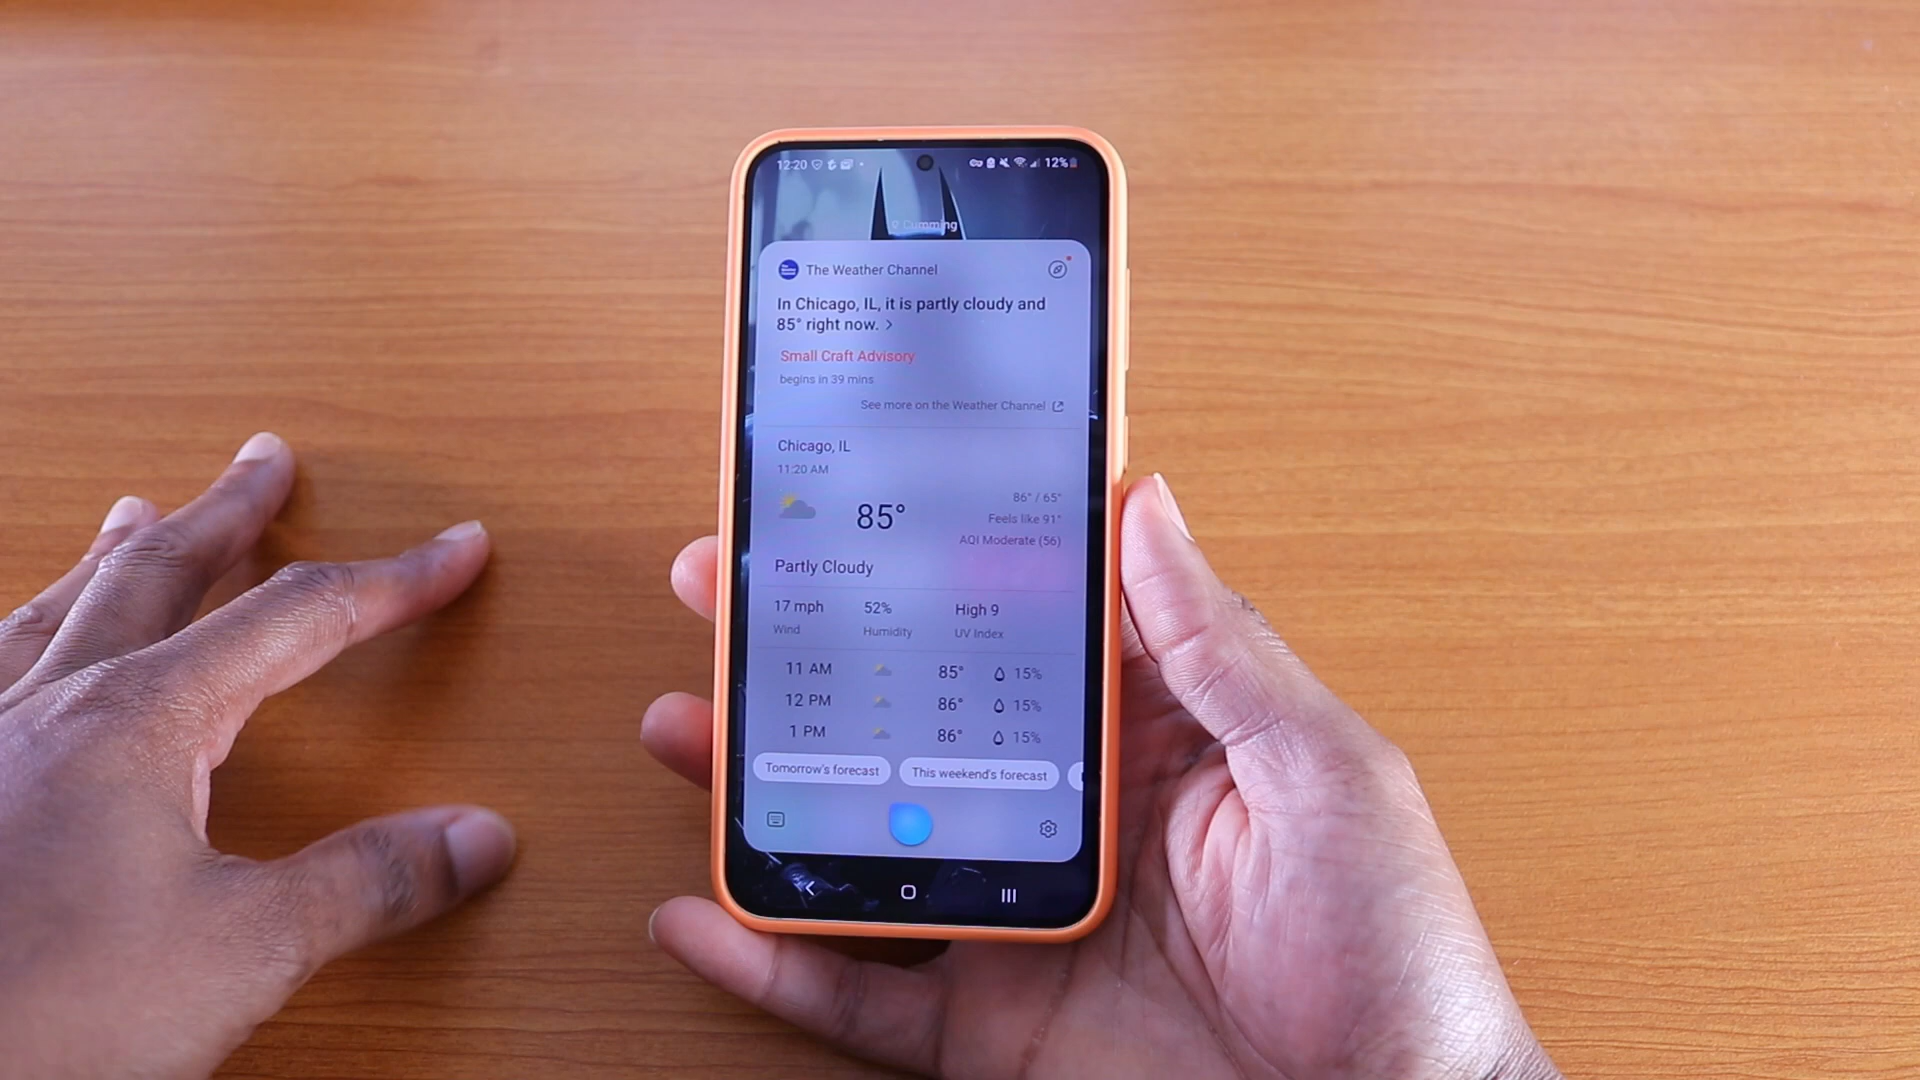 12:20 12%
Cumming
The Weather Channel
In Chicago, IL, it is partly cloudy and
85° right now. >
Small Craft Advisory
begins in 39 mins
See more on the Weather Channel
Chicago, IL
11:20 AM
85°
86° / 65°
Feels like 91°
AQI Moderate (56)
Partly Cloudy
17 mph 52% High 9
Wind Humidity UV Index
11 AM 85° 15%
12 PM 86° 15%
1 PM 86° 15%
Tomorrow's forecast This weekend's forecast